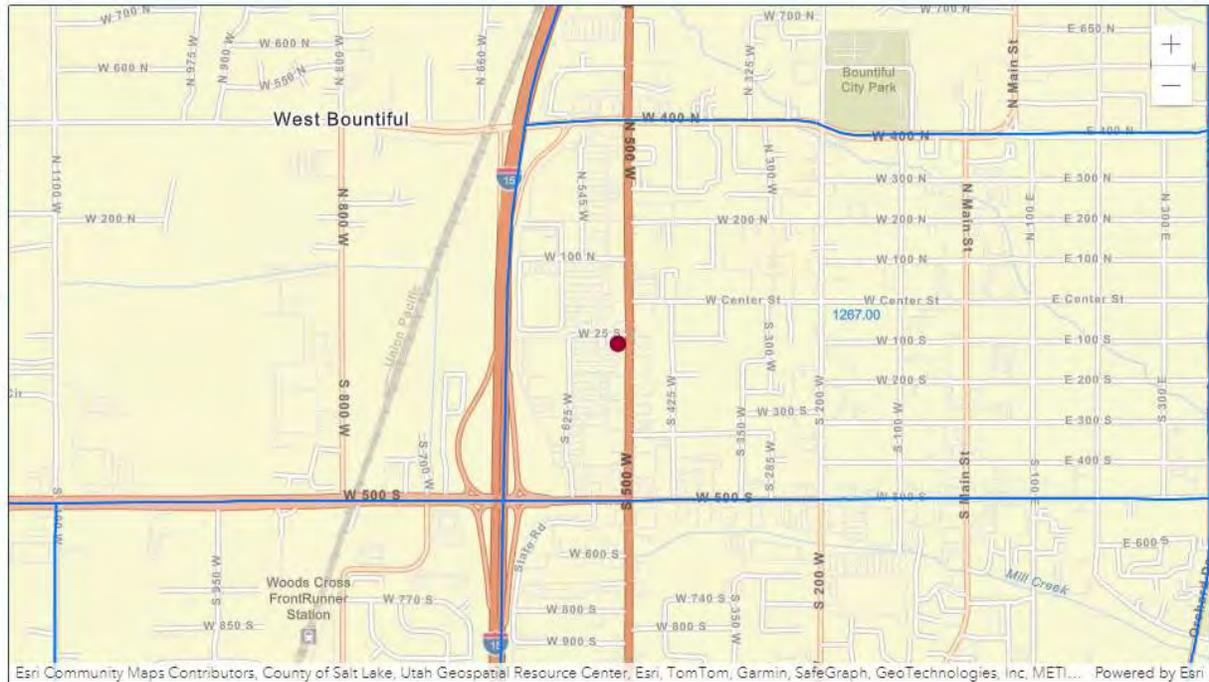 W 700 N
W 700 N
W 700 N
E 650 N
N 975 W
N 900 W
W 600 N
W 600 N
W 550 N
N 800 W
N 660 W
N 325 W
N Main St
+
−
Bountiful
City Park
West Bountiful
W 400 N
W 400 N
E 400 N
N 500 W
N 1100 W
15
N 545 W
N 300 W
W 300 N
E 300 N
N 800 W
W 200 N
W 200 N
W 200 N
E 200 N
N Main St
N 100 E
N 300 E
W 100 N
W 100 N
E 100 N
Union Pacific
W Center St
W Center St
E Center St
1267.00
W 25 S
S 300 W
W 100 S
E 100 S
S 800 W
S 625 W
S 425 W
W 200 S
E 200 S
Cir
W 300 S
S 200 W
S 350 W
S 100 W
E 300 S
S 300 E
S 700 W
S 285 W
S 500 W
S Main St
S 100 E
E 400 S
W 500 S
W 500 S
W 500 S
State Rd
W 600 S
E 600 S
S 950 W
Woods Cross
FrontRunner
Station
W 770 S
W 740 S
S 350 W
S 200 W
Mill Creek
W 850 S
W 800 S
W 800 S
15
W 900 S
Esri Community Maps Contributors, County of Salt Lake, Utah Geospatial Resource Center, Esri, TomTom, Garmin, SafeGraph, GeoTechnologies, Inc, METI... Powered by Esri